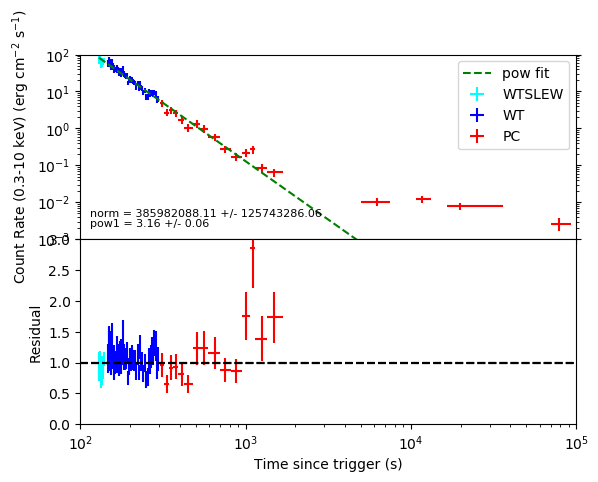 Count Rate (0.3-10 keV) (erg cm⁻² s⁻¹)
10²
10¹
10⁰
10⁻¹
10⁻²
10⁻³
pow fit
WTSLEW
WT
PC
norm = 385982088.11 +/- 125743286.06
pow1 = 3.16 +/- 0.06
Residual
3.0
2.5
2.0
1.5
1.0
0.5
0.0
10² 10³ 10⁴ 10⁵
Time since trigger (s)